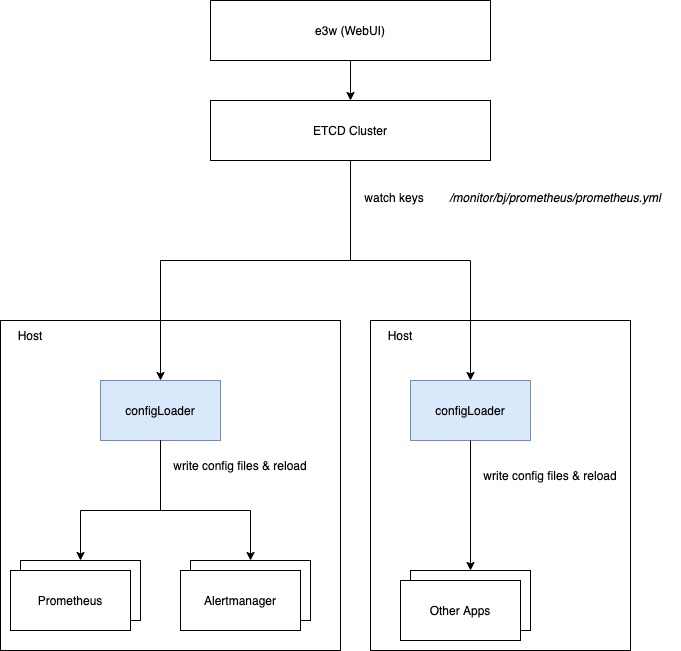 e3w (WebUI)
ETCD Cluster
watch keys /monitor/bj/prometheus/prometheus.yml
Host
configLoader
write config files & reload
Prometheus
Alertmanager
Host
configLoader
write config files & reload
Other Apps